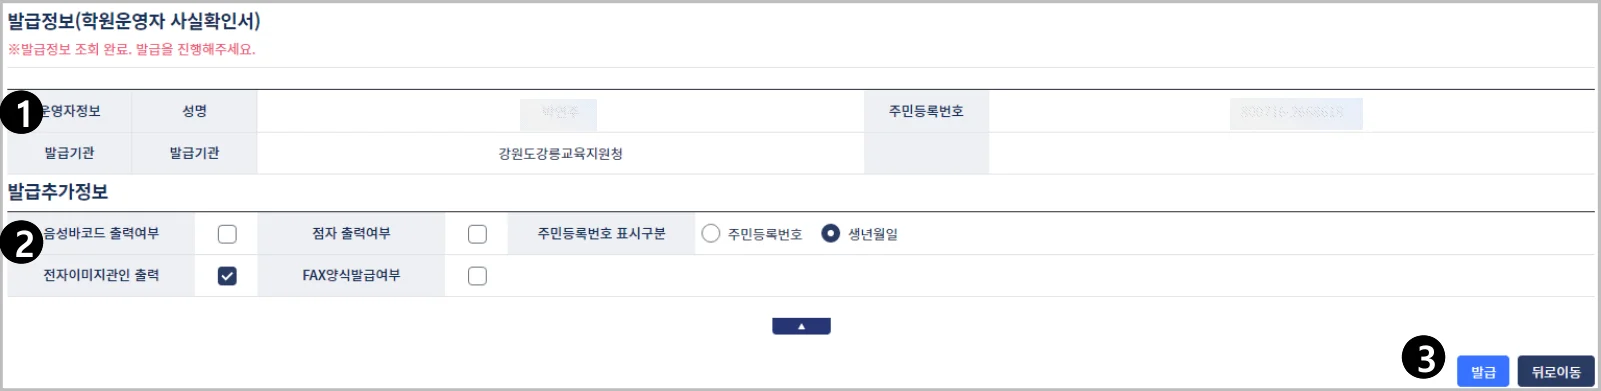 발급정보(학원운영자 사실확인서)
※발급정보 조회 완료. 발급을 진행해주세요.
1 운영자정보 성명 주민등록번호
발급기관 발급기관 강원도강릉교육지원청
발급추가정보
2 음성바코드 출력여부 점자 출력여부 주민등록번호 표시구분 주민등록번호 생년월일
전자이미지관인 출력 FAX양식발급여부
▲
3 발급 뒤로이동